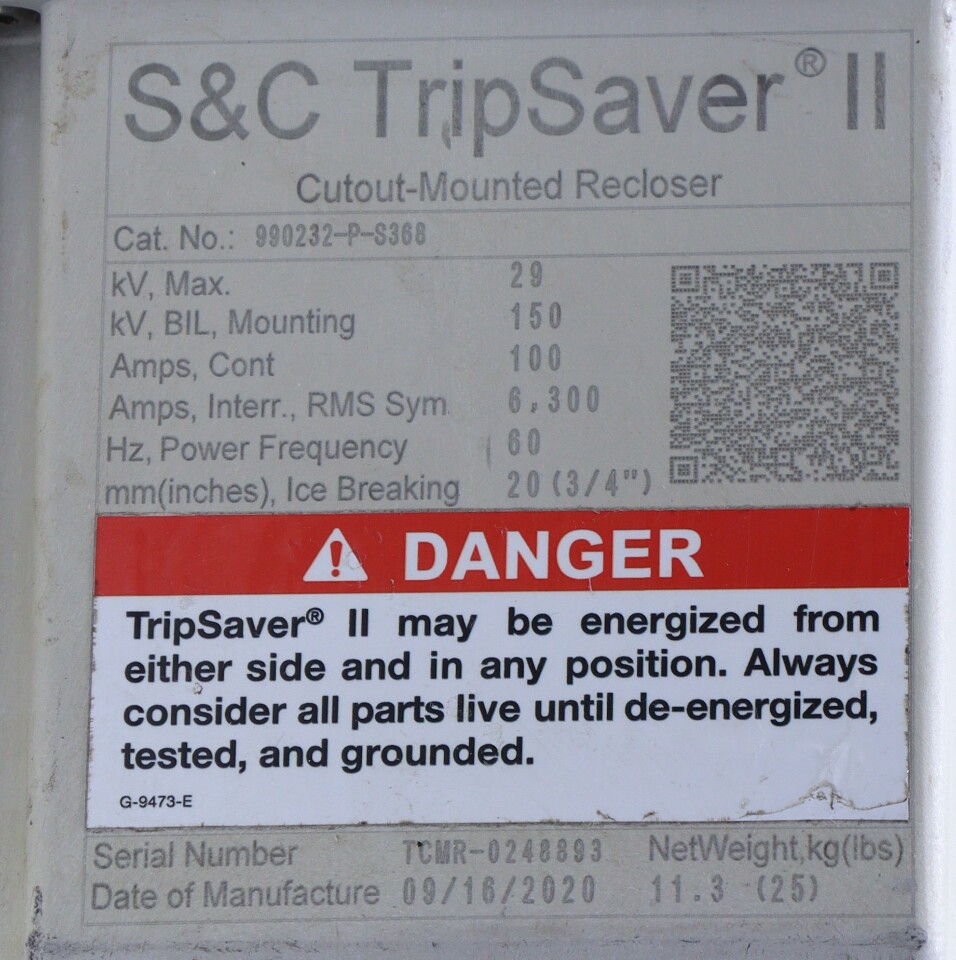 S&C TripSaver® II
Cutout-Mounted Recloser
Cat. No.: 990232-P-S368
kV, Max. 29
kV, BIL, Mounting 150
Amps, Cont 100
Amps, Interr., RMS Sym 6,300
Hz, Power Frequency 60
mm(inches), Ice Breaking 20 (3/4")
DANGER
TripSaver® II may be energized from
either side and in any position. Always
consider all parts live until de-energized,
tested, and grounded.
G-9473-E
Serial Number TCMR-0248893 NetWeight,kg(lbs)
Date of Manufacture 09/16/2020 11.3 (25)